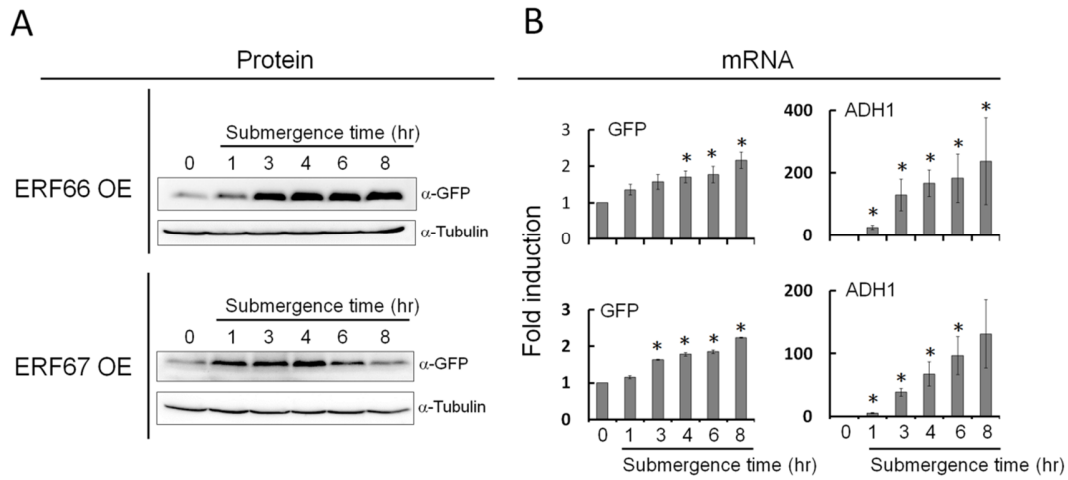 A
Protein
Submergence time (hr)
0 1 3 4 6 8
ERF66 OE
α-GFP
α-Tubulin
Submergence time (hr)
0 1 3 4 6 8
ERF67 OE
α-GFP
α-Tubulin
B
mRNA
Fold induction
GFP
3
2
1
0
* * *
ADH1
400
200
0
* * * * *
GFP
3
2
1
0
* * * *
0 1 3 4 6 8
Submergence time (hr)
ADH1
200
100
0
* * * *
0 1 3 4 6 8
Submergence time (hr)